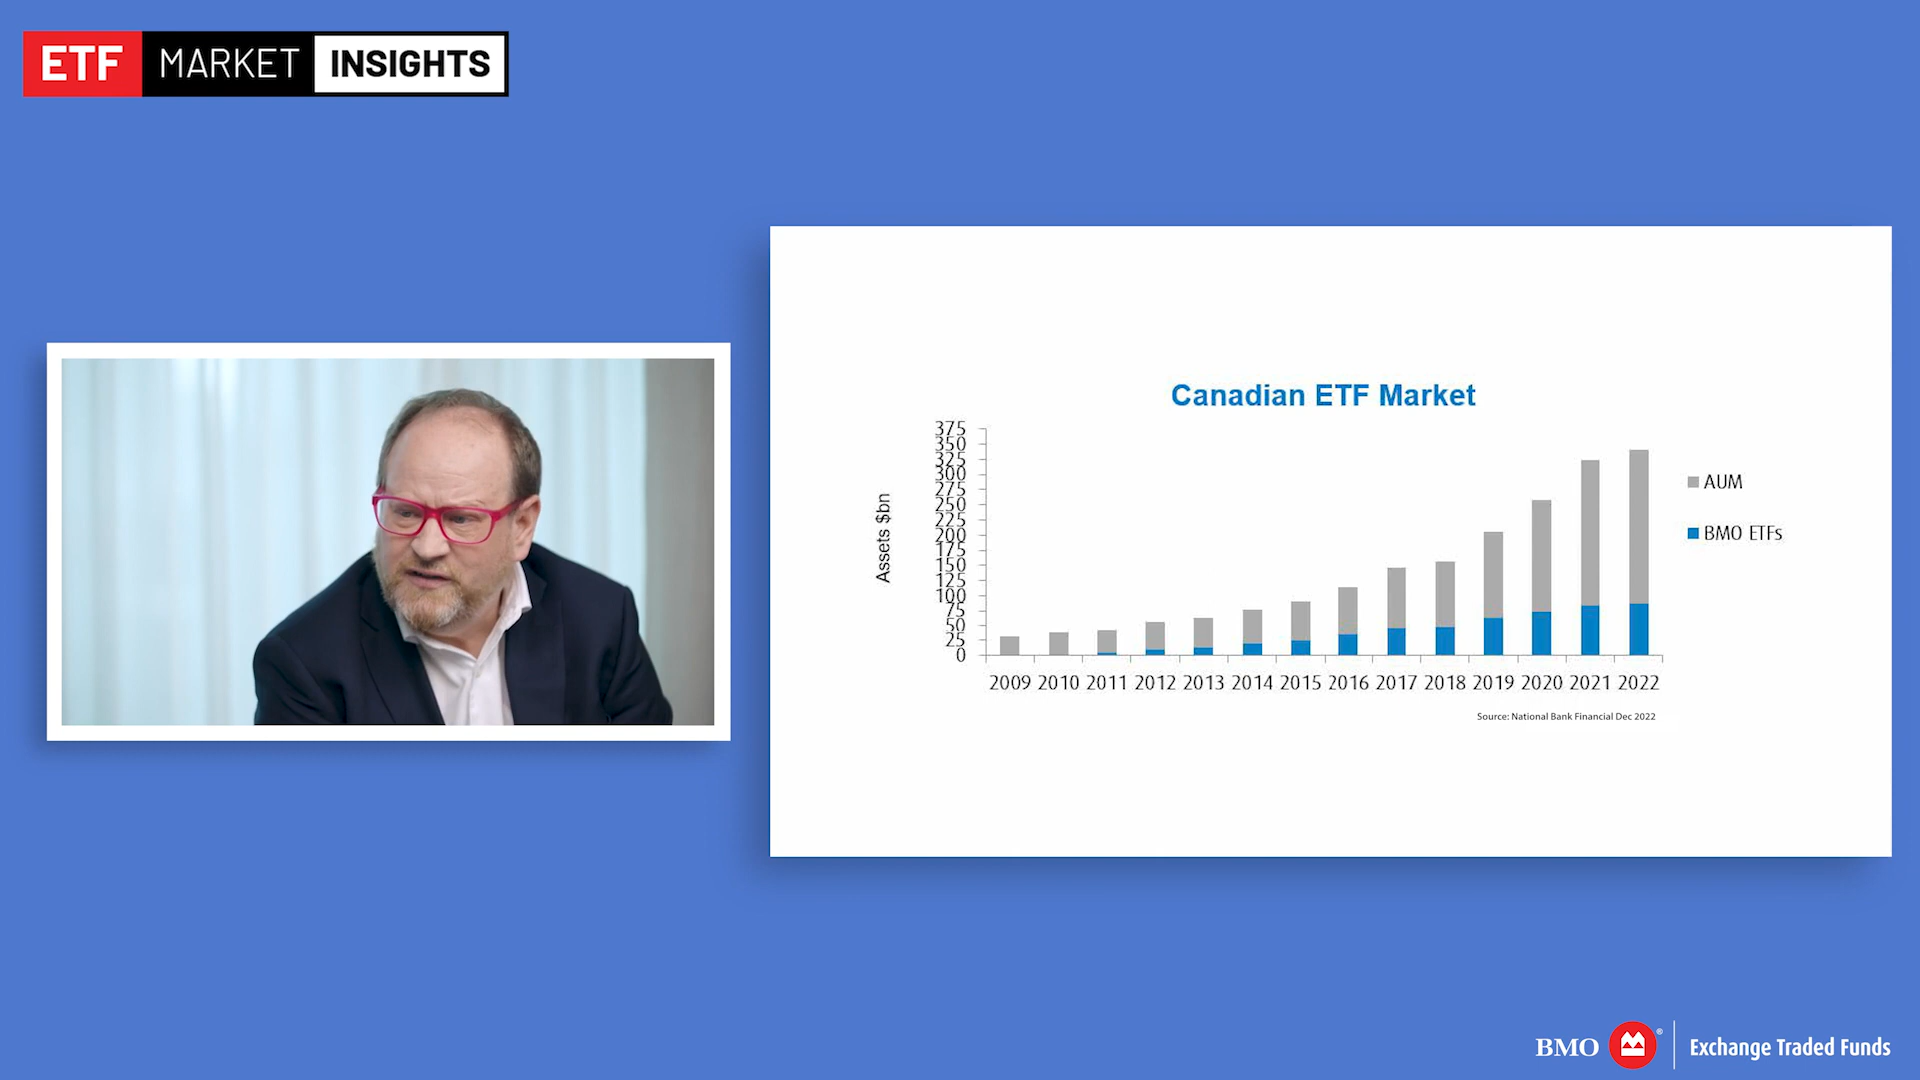 ETF MARKET INSIGHTS
Canadian ETF Market
Assets $bn
375
350
325
300
275
250
225
200
175
150
125
100
75
50
25
0
2009 2010 2011 2012 2013 2014 2015 2016 2017 2018 2019 2020 2021 2022
AUM
BMO ETFs
Source: National Bank Financial Dec 2022
BMO ® Exchange Traded Funds